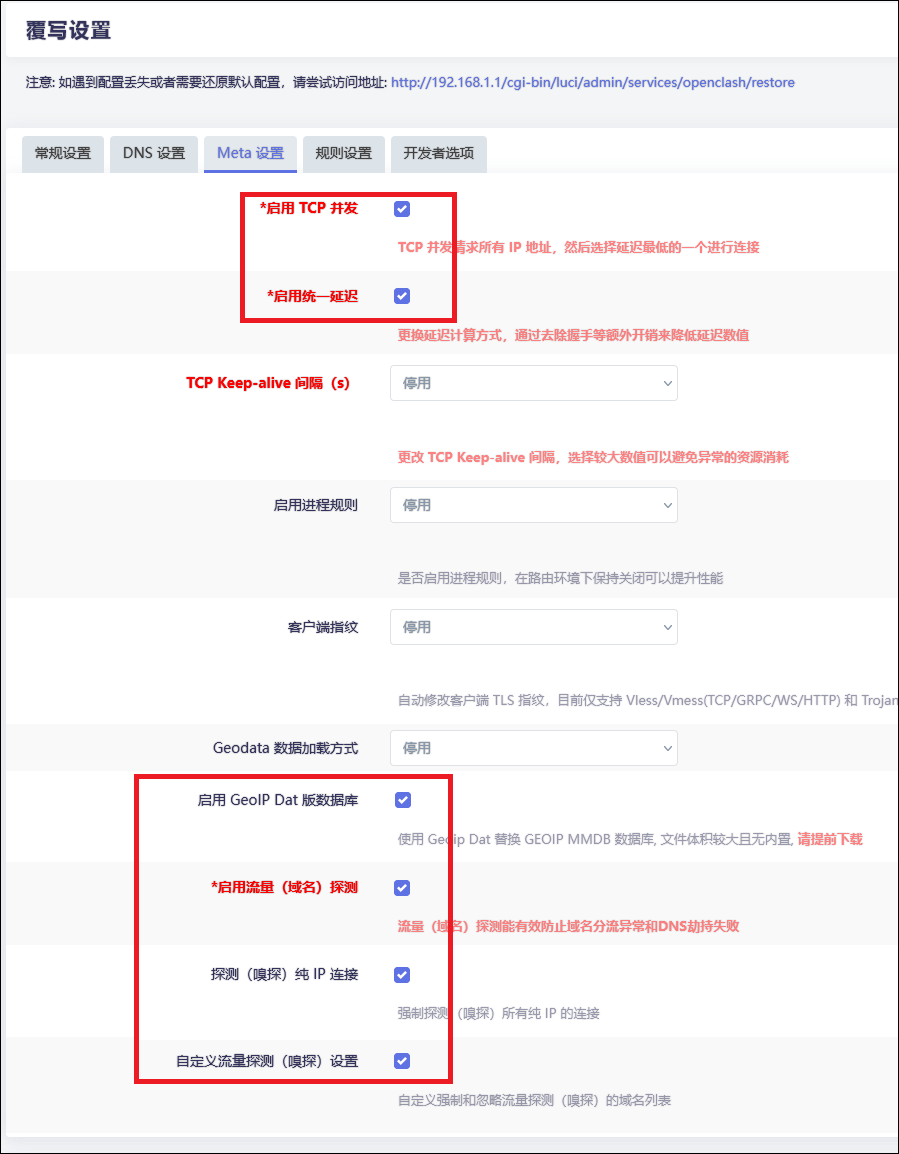 覆写设置
注意: 如遇到配置丢失或者需要还原默认配置，请尝试访问地址: http://192.168.1.1/cgi-bin/luci/admin/services/openclash/restore
常规设置 DNS 设置 Meta 设置 规则设置 开发者选项
*启用 TCP 并发
TCP 并发请求所有 IP 地址，然后选择延迟最低的一个进行连接
*启用统一延迟
更换延迟计算方式，通过去除握手等额外开销来降低延迟数值
TCP Keep-alive 间隔（s） 停用
更改 TCP Keep-alive 间隔，选择较大数值可以避免异常的资源消耗
启用进程规则 停用
是否启用进程规则，在路由环境下保持关闭可以提升性能
客户端指纹 停用
自动修改客户端 TLS 指纹，目前仅支持 Vless/Vmess(TCP/GRPC/WS/HTTP) 和 Trojan
Geodata 数据加载方式 停用
启用 GeoIP Dat 版数据库
使用 Geoip Dat 替换 GEOIP MMDB 数据库, 文件体积较大且无内置, 请提前下载
*启用流量（域名）探测
流量（域名）探测能有效防止域名分流异常和DNS劫持失败
探测（嗅探）纯 IP 连接
强制探测（嗅探）所有纯 IP 的连接
自定义流量探测（嗅探）设置
自定义强制和忽略流量探测（嗅探）的域名列表